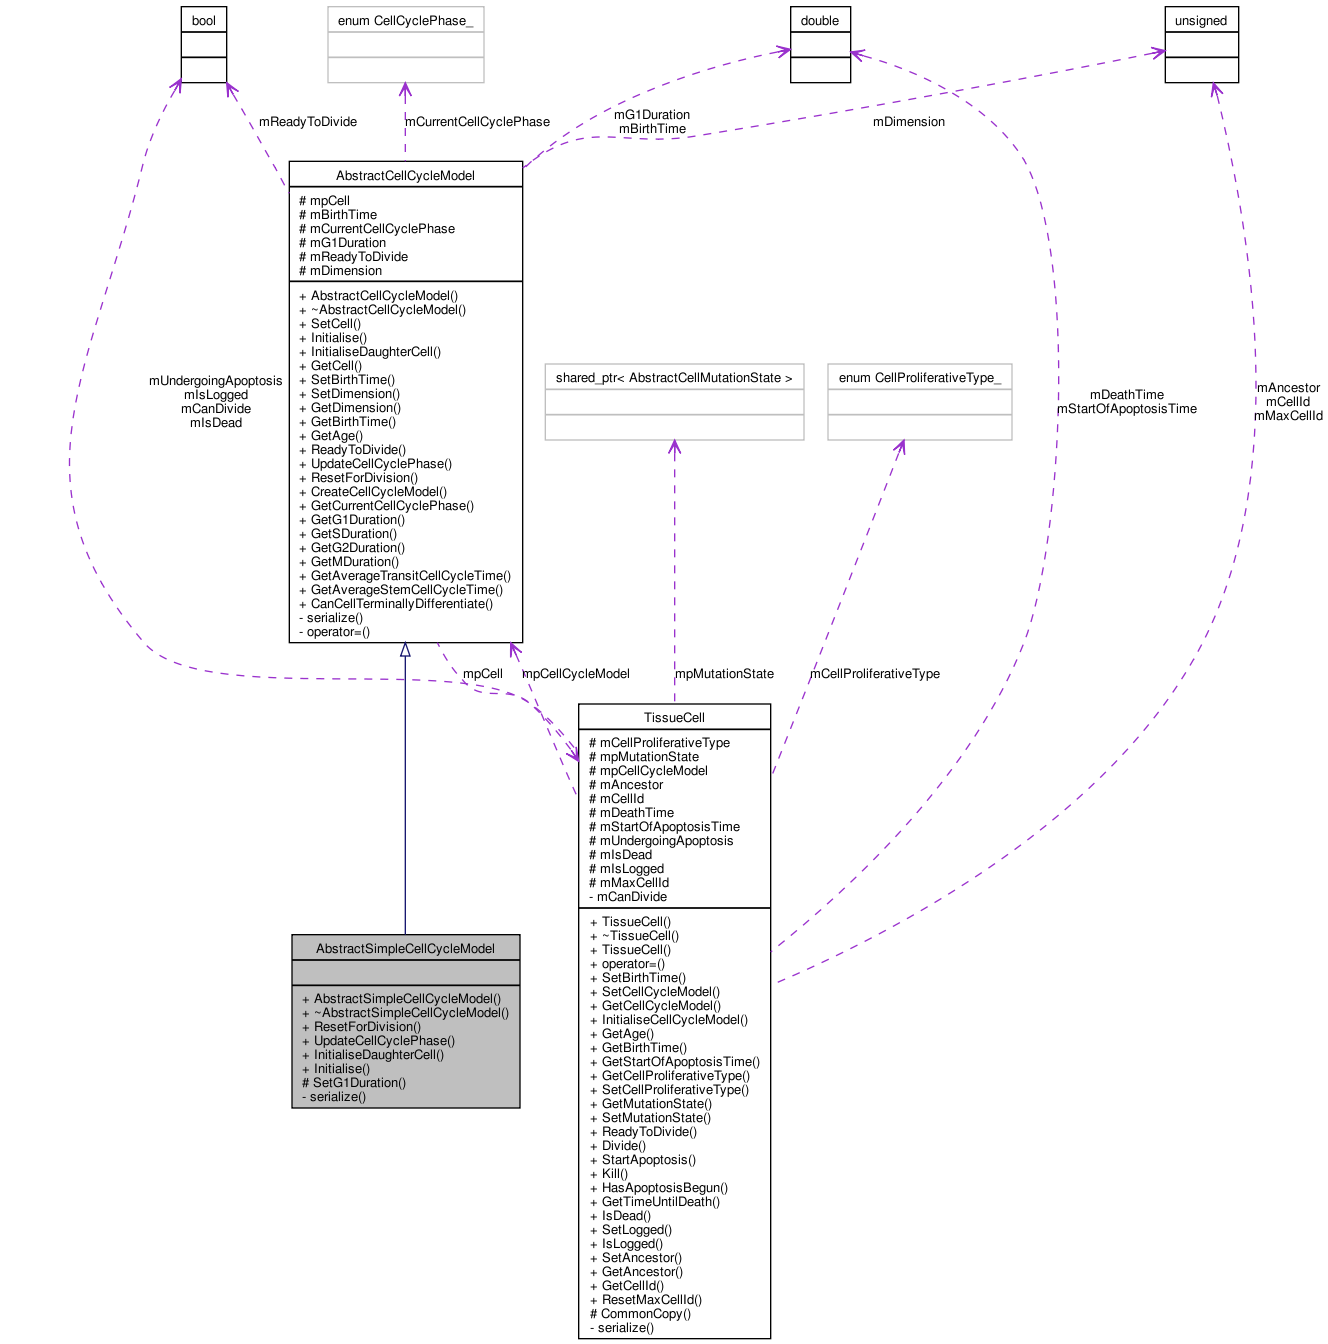 bool
enum CellCyclePhase_
double
unsigned
mReadyToDivide
mCurrentCellCyclePhase
mG1Duration
mBirthTime
mDimension
AbstractCellCycleModel
# mpCell
# mBirthTime
# mCurrentCellCyclePhase
# mG1Duration
# mReadyToDivide
# mDimension
+ AbstractCellCycleModel()
+ ~AbstractCellCycleModel()
+ SetCell()
+ Initialise()
+ InitialiseDaughterCell()
+ GetCell()
+ SetBirthTime()
+ SetDimension()
+ GetDimension()
+ GetBirthTime()
+ GetAge()
+ ReadyToDivide()
+ UpdateCellCyclePhase()
+ ResetForDivision()
+ CreateCellCycleModel()
+ GetCurrentCellCyclePhase()
+ GetG1Duration()
+ GetSDuration()
+ GetG2Duration()
+ GetMDuration()
+ GetAverageTransitCellCycleTime()
+ GetAverageStemCellCycleTime()
+ CanCellTerminallyDifferentiate()
- serialize()
- operator=()
mUndergoingApoptosis
mIsLogged
mCanDivide
mIsDead
shared_ptr< AbstractCellMutationState >
enum CellProliferativeType_
mDeathTime
mStartOfApoptosisTime
mAncestor
mCellId
mMaxCellId
mpCell
mpCellCycleModel
mpMutationState
mCellProliferativeType
TissueCell
# mCellProliferativeType
# mpMutationState
# mpCellCycleModel
# mAncestor
# mCellId
# mDeathTime
# mStartOfApoptosisTime
# mUndergoingApoptosis
# mIsDead
# mIsLogged
# mMaxCellId
- mCanDivide
+ TissueCell()
+ ~TissueCell()
+ TissueCell()
+ operator=()
+ SetBirthTime()
+ SetCellCycleModel()
+ GetCellCycleModel()
+ InitialiseCellCycleModel()
+ GetAge()
+ GetBirthTime()
+ GetStartOfApoptosisTime()
+ GetCellProliferativeType()
+ SetCellProliferativeType()
+ GetMutationState()
+ SetMutationState()
+ ReadyToDivide()
+ Divide()
+ StartApoptosis()
+ Kill()
+ HasApoptosisBegun()
+ GetTimeUntilDeath()
+ IsDead()
+ SetLogged()
+ IsLogged()
+ SetAncestor()
+ GetAncestor()
+ GetCellId()
+ ResetMaxCellId()
# CommonCopy()
- serialize()
AbstractSimpleCellCycleModel
+ AbstractSimpleCellCycleModel()
+ ~AbstractSimpleCellCycleModel()
+ ResetForDivision()
+ UpdateCellCyclePhase()
+ InitialiseDaughterCell()
+ Initialise()
# SetG1Duration()
- serialize()